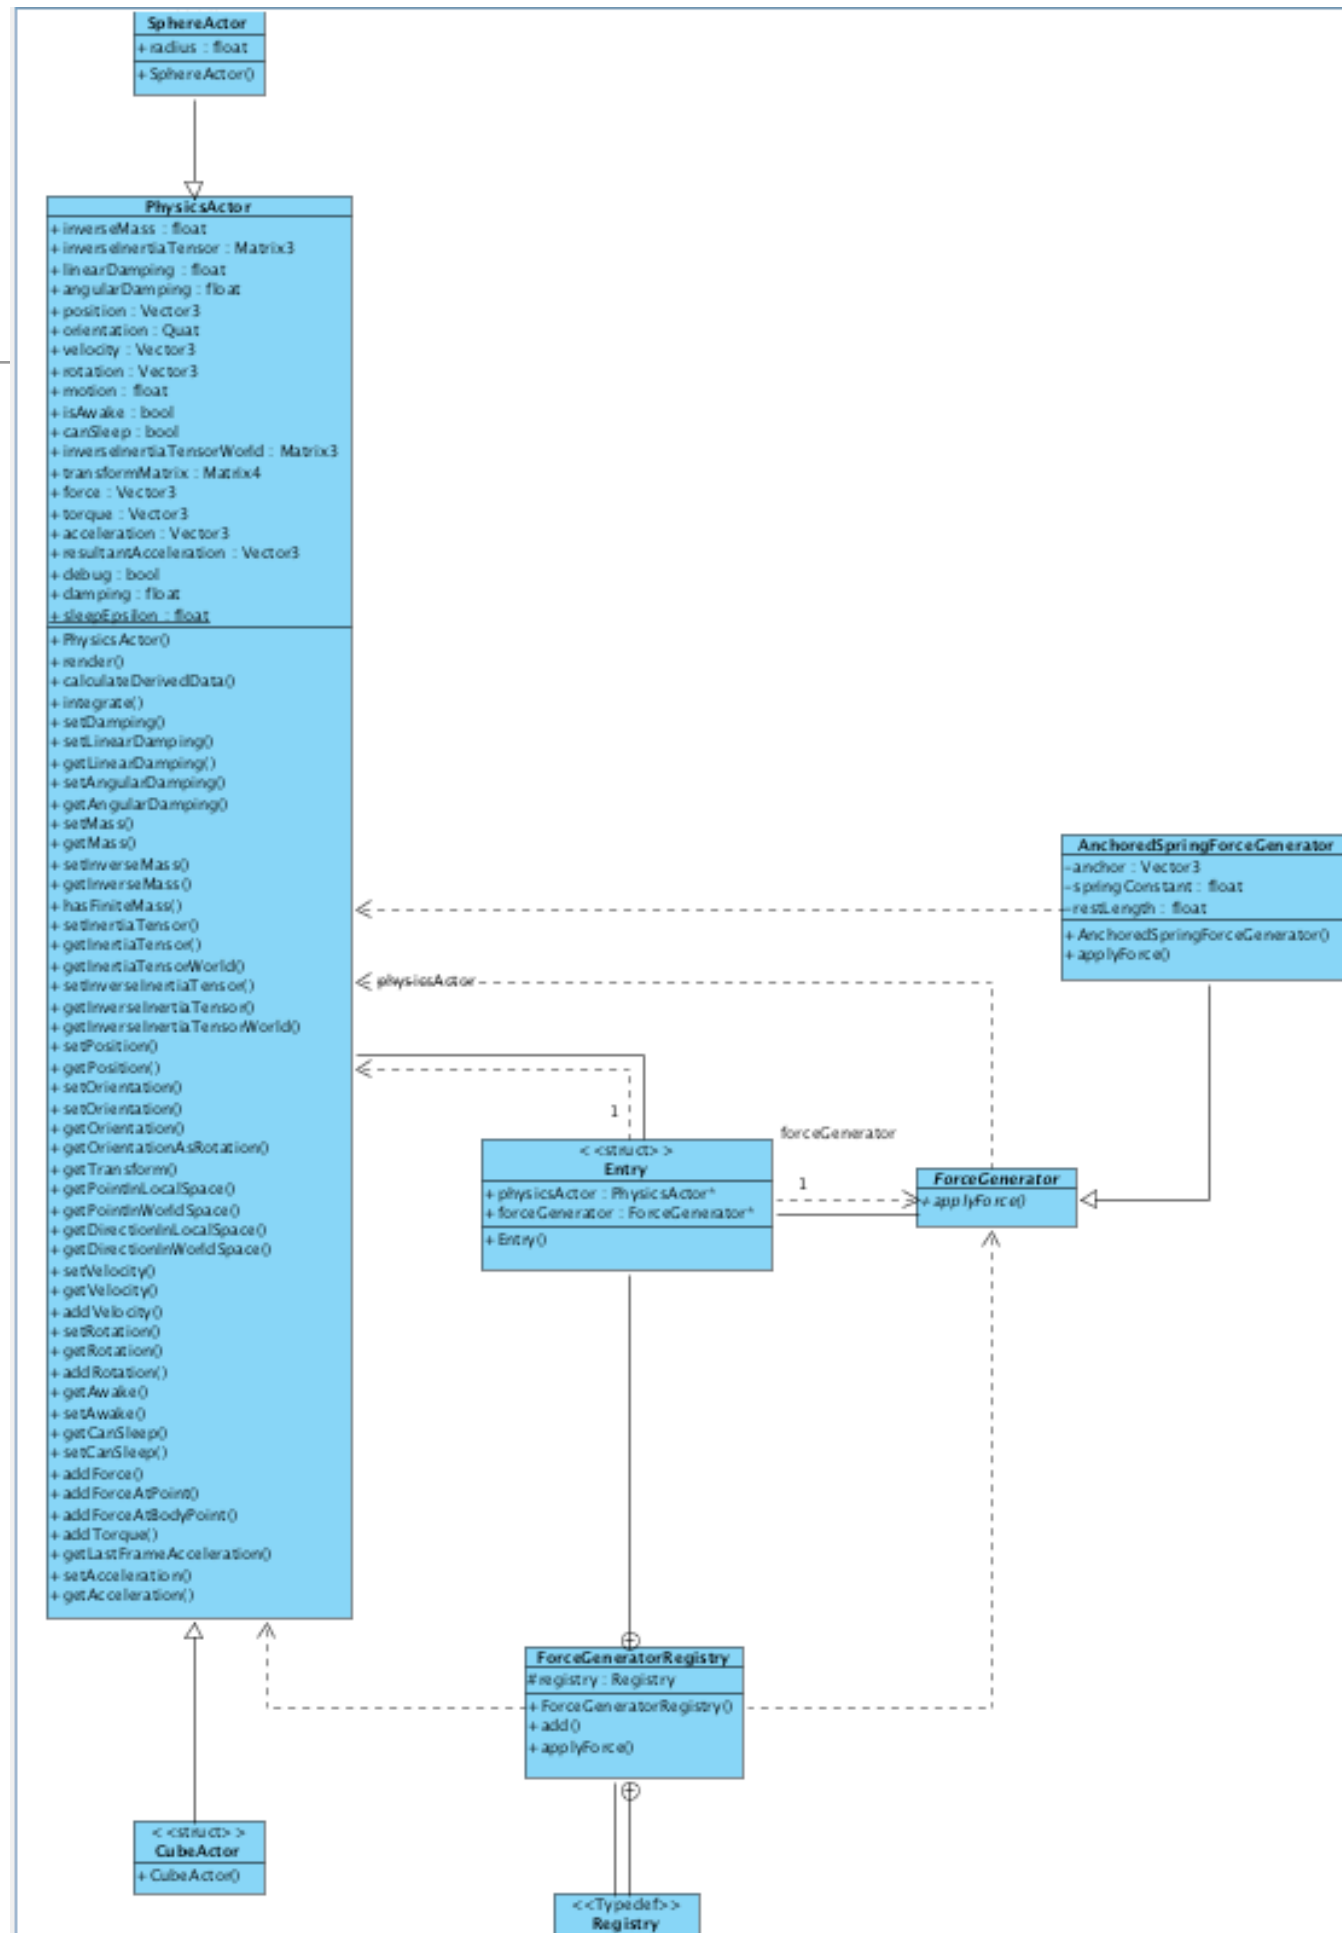 SphereActor
+ radius : float
+ SphereActor()
PhysicsActor
+ inverseMass : float
+ inverseInertiaTensor : Matrix3
+ linearDamping : float
+ angularDamping : float
+ position : Vector3
+ orientation : Quat
+ velocity : Vector3
+ rotation : Vector3
+ motion : float
+ isAwake : bool
+ canSleep : bool
+ inverseInertiaTensorWorld : Matrix3
+ transformMatrix : Matrix4
+ force : Vector3
+ torque : Vector3
+ acceleration : Vector3
+ resultantAcceleration : Vector3
+ debug : bool
+ damping : float
+ sleepEpsilon : float
+ PhysicsActor()
+ render()
+ calculateDerivedData()
+ integrate()
+ setDamping()
+ setLinearDamping()
+ getLinearDamping()
+ setAngularDamping()
+ getAngularDamping()
+ setMass()
+ getMass()
+ setInverseMass()
+ getInverseMass()
+ hasFiniteMass()
+ setInertiaTensor()
+ getInertiaTensor()
+ getInertiaTensorWorld()
+ setInverseInertiaTensor()
+ getInverseInertiaTensor()
+ getInverseInertiaTensorWorld()
+ setPosition()
+ getPosition()
+ setOrientation()
+ setOrientation()
+ getOrientation()
+ getOrientationAsRotation()
+ getTransform()
+ getPointInLocalSpace()
+ getPointInWorldSpace()
+ getDirectionInLocalSpace()
+ getDirectionInWorldSpace()
+ setVelocity()
+ getVelocity()
+ addVelocity()
+ setRotation()
+ getRotation()
+ addRotation()
+ getAwake()
+ setAwake()
+ getCanSleep()
+ setCanSleep()
+ addForce()
+ addForceAtPoint()
+ addForceAtBodyPoint()
+ addTorque()
+ getLastFrameAcceleration()
+ setAcceleration()
+ getAcceleration()
AnchoredSpringForceGenerator
-anchor : Vector3
-springConstant : float
-restLength : float
+ AnchoredSpringForceGenerator()
+ applyForce()
physicsActor
1
forceGenerator
1
< <struct> >
Entry
+ physicsActor : PhysicsActor*
+ forceGenerator : ForceGenerator*
+ Entry()
ForceGenerator
+ applyForce()
ForceGeneratorRegistry
# registry : Registry
+ ForceGeneratorRegistry()
+ add()
+ applyForce()
< <struct> >
CubeActor
+ CubeActor()
<<Typedef>>
Registry